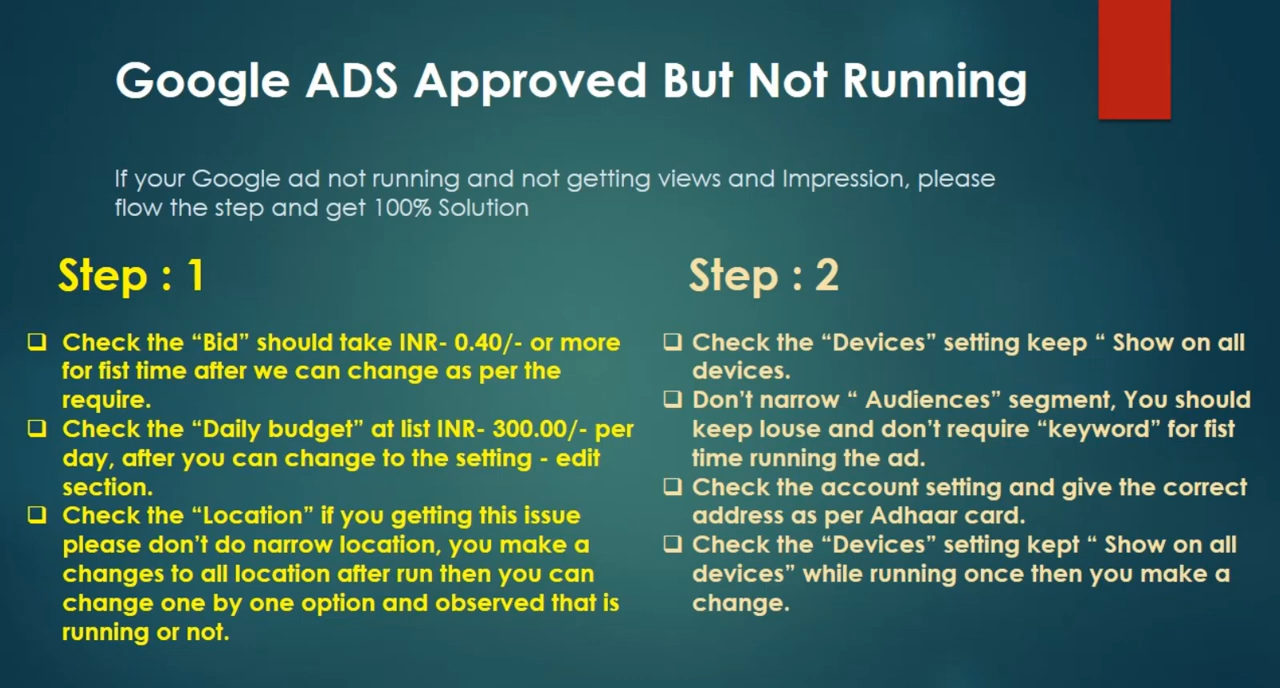 Google ADS Approved But Not Running
If your Google ad not running and not getting views and Impression, please
flow the step and get 100% Solution
Step : 1
Check the “Bid” should take INR- 0.40/- or more
for fist time after we can change as per the
require.
Check the “Daily budget” at list INR- 300.00/- per
day, after you can change to the setting - edit
section.
Check the “Location” if you getting this issue
please don’t do narrow location, you make a
changes to all location after run then you can
change one by one option and observed that is
running or not.
Step : 2
Check the “Devices” setting keep “ Show on all
devices.
Don’t narrow “ Audiences” segment, You should
keep louse and don’t require “keyword” for fist
time running the ad.
Check the account setting and give the correct
address as per Adhaar card.
Check the “Devices” setting kept “ Show on all
devices” while running once then you make a
change.